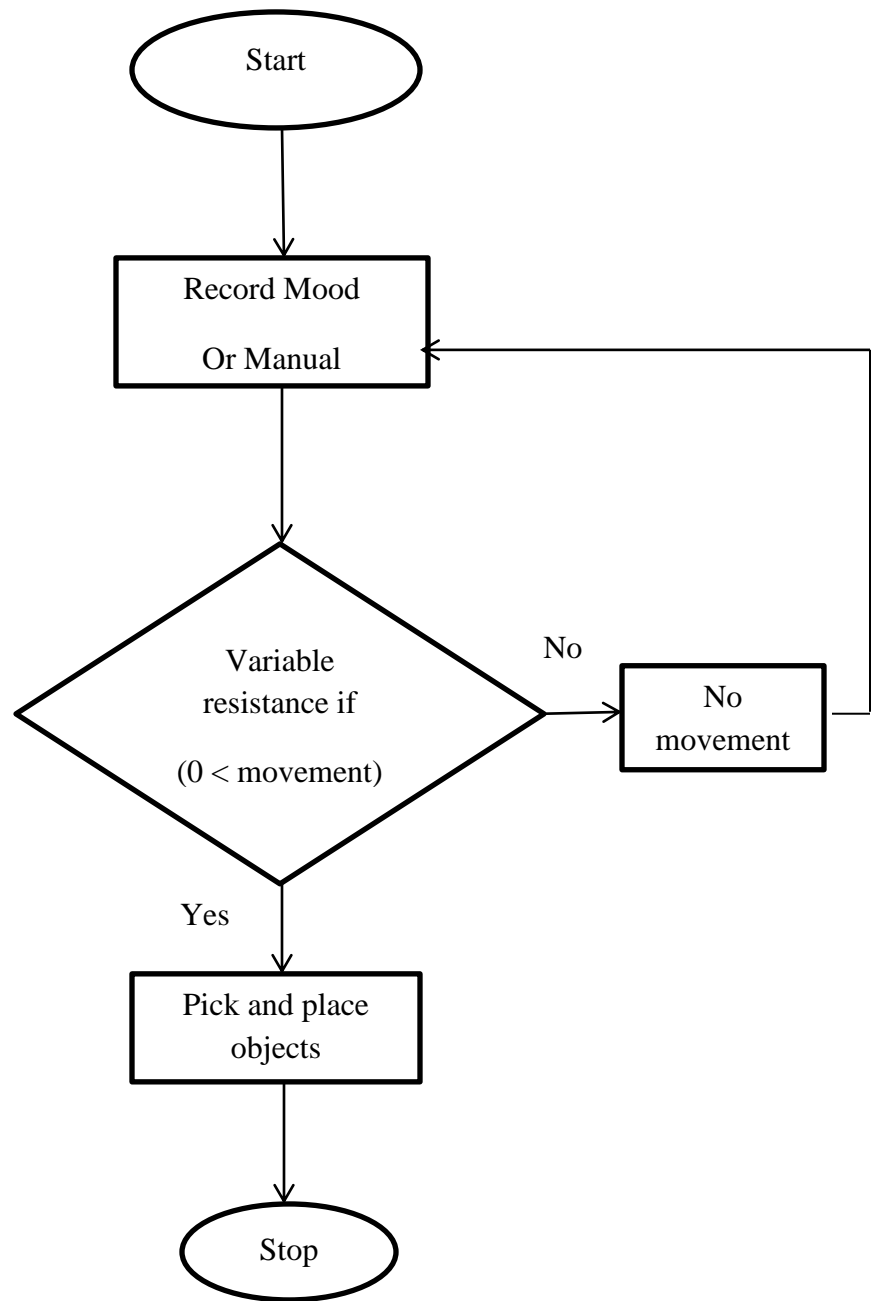 Start
Record Mood
Or Manual
Variable
resistance if
(0 < movement)
No
No
movement
Yes
Pick and place
objects
Stop